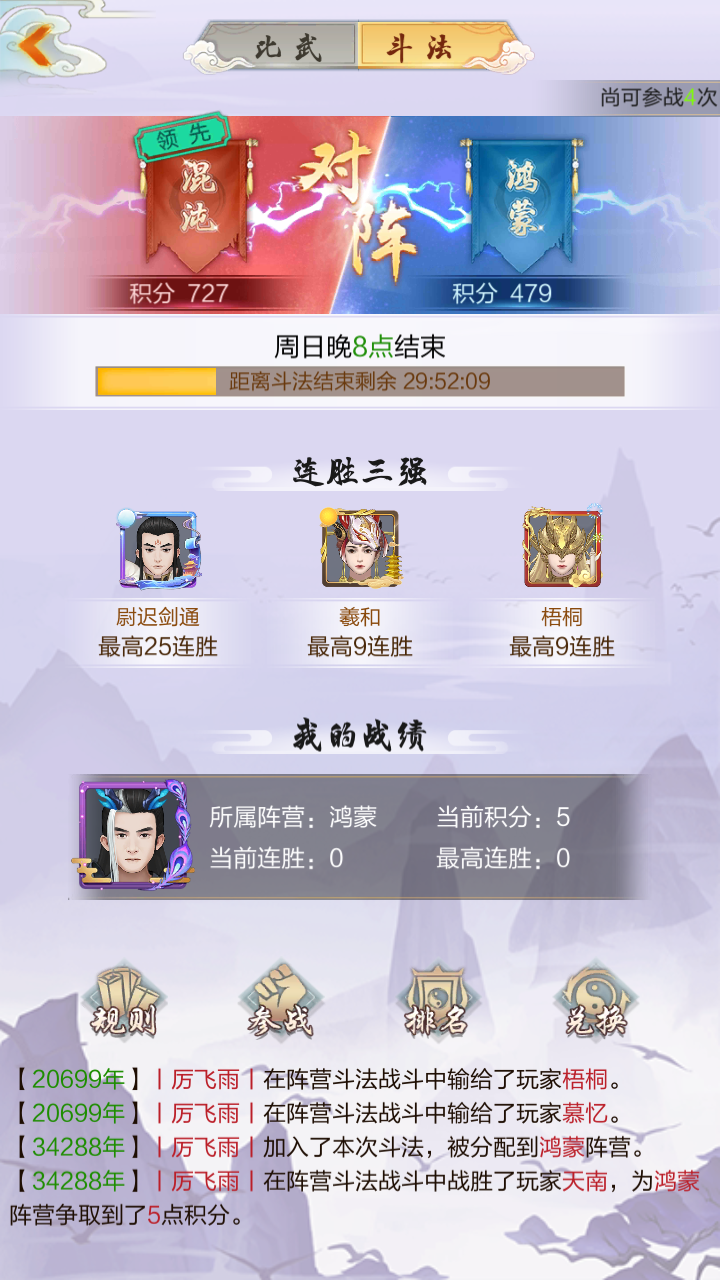 比武
斗法
尚可参战4次
领先
混沌
对阵
鸿蒙
积分 727
积分 479
周日晚8点结束
距离斗法结束剩余 29:52:09
连胜三强
尉迟剑通
羲和
梧桐
最高25连胜
最高9连胜
最高9连胜
我的战绩
所属阵营：鸿蒙
当前积分：5
当前连胜：0
最高连胜：0
规则
参战
排名
兑换
【20699年】丨厉飞雨丨在阵营斗法战斗中输给了玩家梧桐。
【20699年】丨厉飞雨丨在阵营斗法战斗中输给了玩家慕忆。
【34288年】丨厉飞雨丨加入了本次斗法，被分配到鸿蒙阵营。
【34288年】丨厉飞雨丨在阵营斗法战斗中战胜了玩家天南，为鸿蒙
阵营争取到了5点积分。